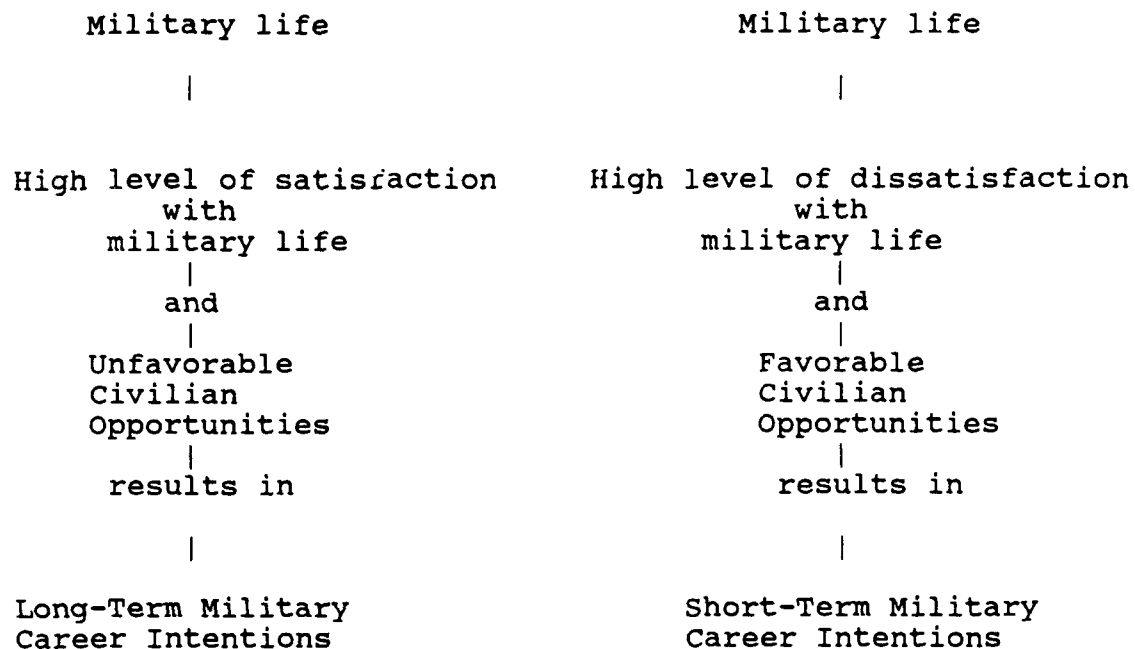 Military life
|
High level of satisfaction
with
military life
|
and
|
Unfavorable
Civilian
Opportunities
|
results in
|
Long-Term Military
Career Intentions
Military life
|
High level of dissatisfaction
with
military life
|
and
|
Favorable
Civilian
Opportunities
|
results in
|
Short-Term Military
Career Intentions